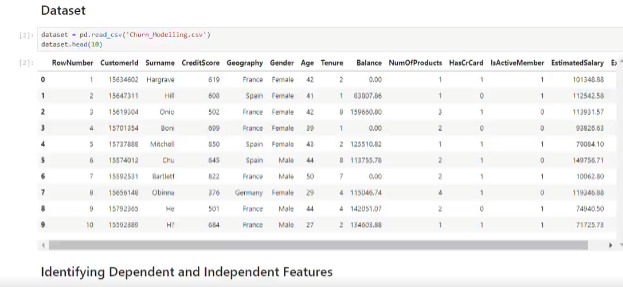 Dataset
[2]: dataset = pd.read_csv('Churn_Modelling.csv')
dataset.head(10)
[2]: RowNumber CustomerId Surname CreditScore Geography Gender Age Tenure Balance NumOfProducts HasCrCard IsActiveMember EstimatedSalary
0 1 15634602 Hargrave 619 France Female 42 2 0.00 1 1 1 101348.88
1 2 15647311 Hill 608 Spain Female 41 1 83807.86 1 0 1 112542.58
2 3 15619304 Onio 502 France Female 42 8 159660.80 3 1 0 113931.57
3 4 15701354 Boni 699 France Female 39 1 0.00 2 0 0 93826.63
4 5 15737888 Mitchell 850 Spain Female 43 2 125510.82 1 1 1 79084.10
5 6 15574012 Chu 645 Spain Male 44 8 113755.78 2 1 0 149756.71
6 7 15592531 Bartlett 822 France Male 50 7 0.00 2 1 1 10062.80
7 8 15656148 Obinna 376 Germany Female 29 4 115046.74 4 1 0 119346.88
8 9 15792365 He 501 France Male 44 4 142051.07 2 0 1 74940.50
9 10 15592389 H? 684 France Male 27 2 134603.88 1 1 1 71725.73
Identifying Dependent and Independent Features